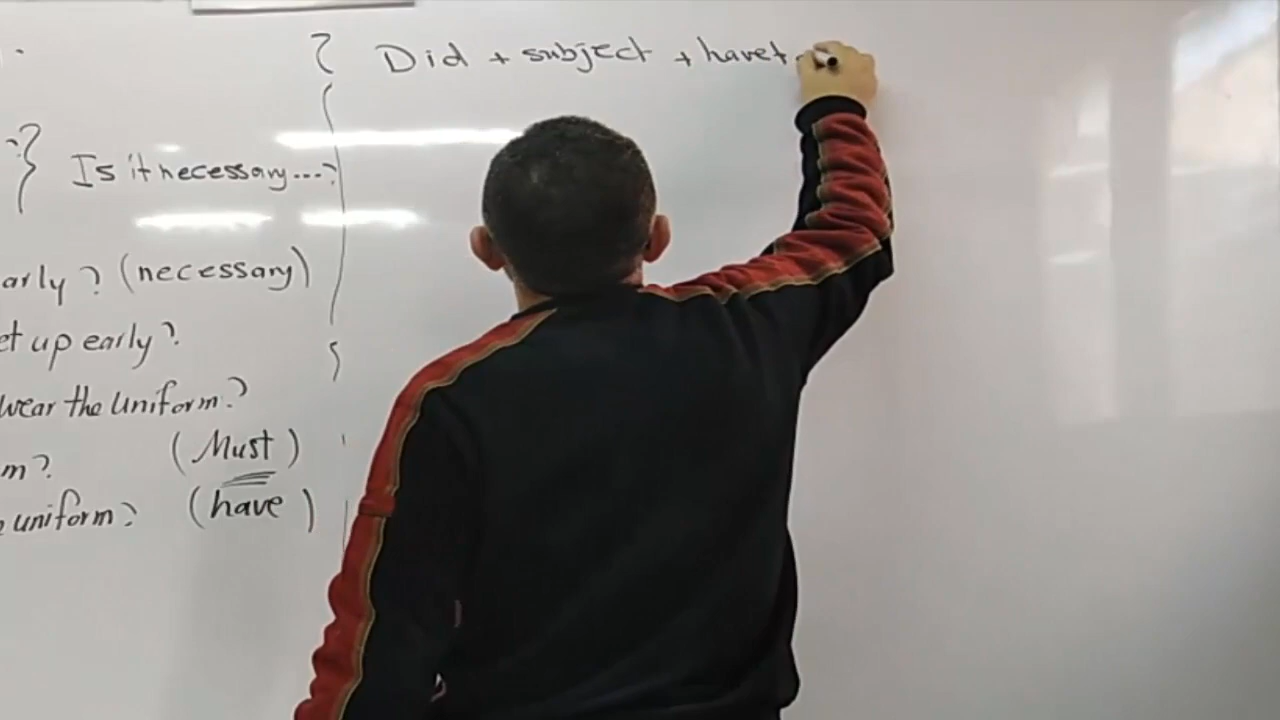 Did + subject + have t
Is it necessary...?
arly? (necessary)
et up early?
wear the uniform?
(Must)
m?
uniform? (have)